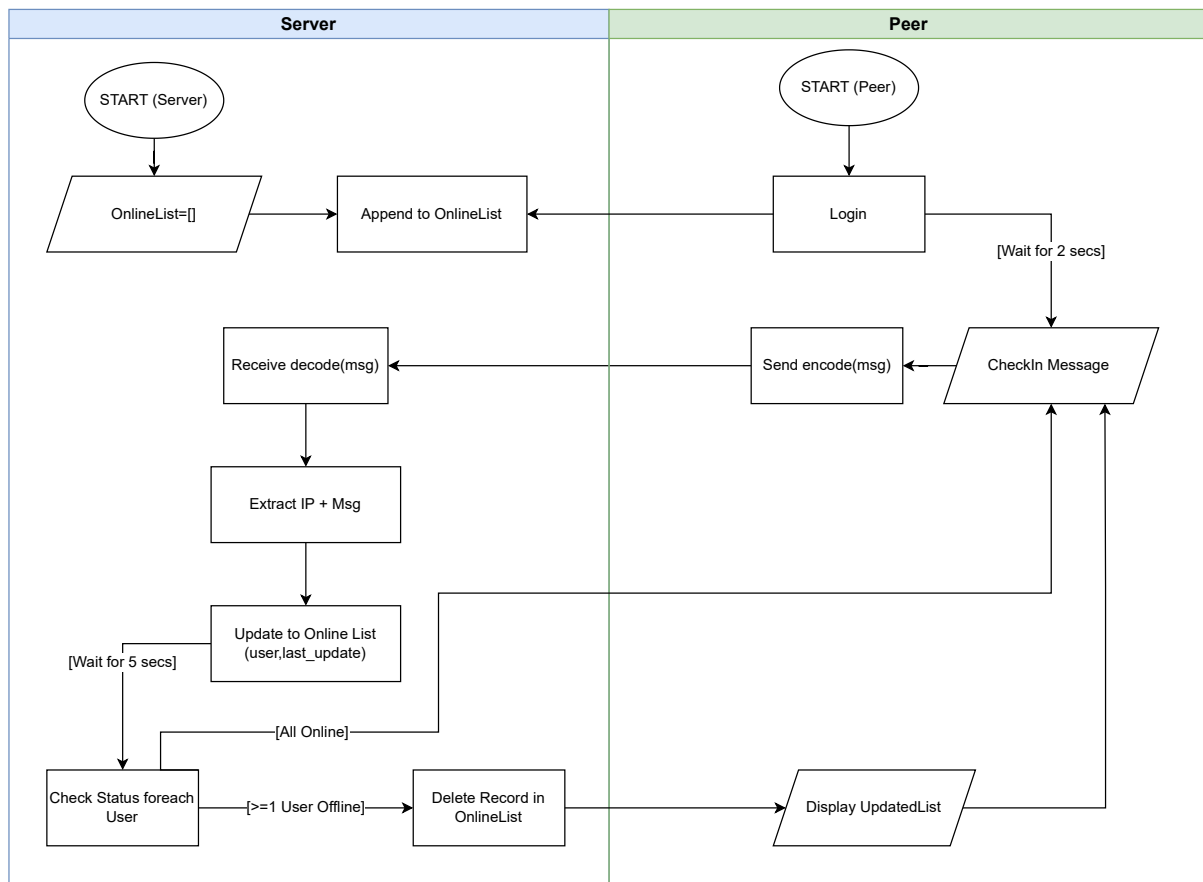 Server
Peer
START (Server)
START (Peer)
OnlineList=[]
Append to OnlineList
Login
[Wait for 2 secs]
Receive decode(msg)
Send encode(msg)
CheckIn Message
Extract IP + Msg
Update to Online List
(user,last_update)
[Wait for 5 secs]
[All Online]
Check Status foreach
User
[>=1 User Offline]
Delete Record in
OnlineList
Display UpdatedList